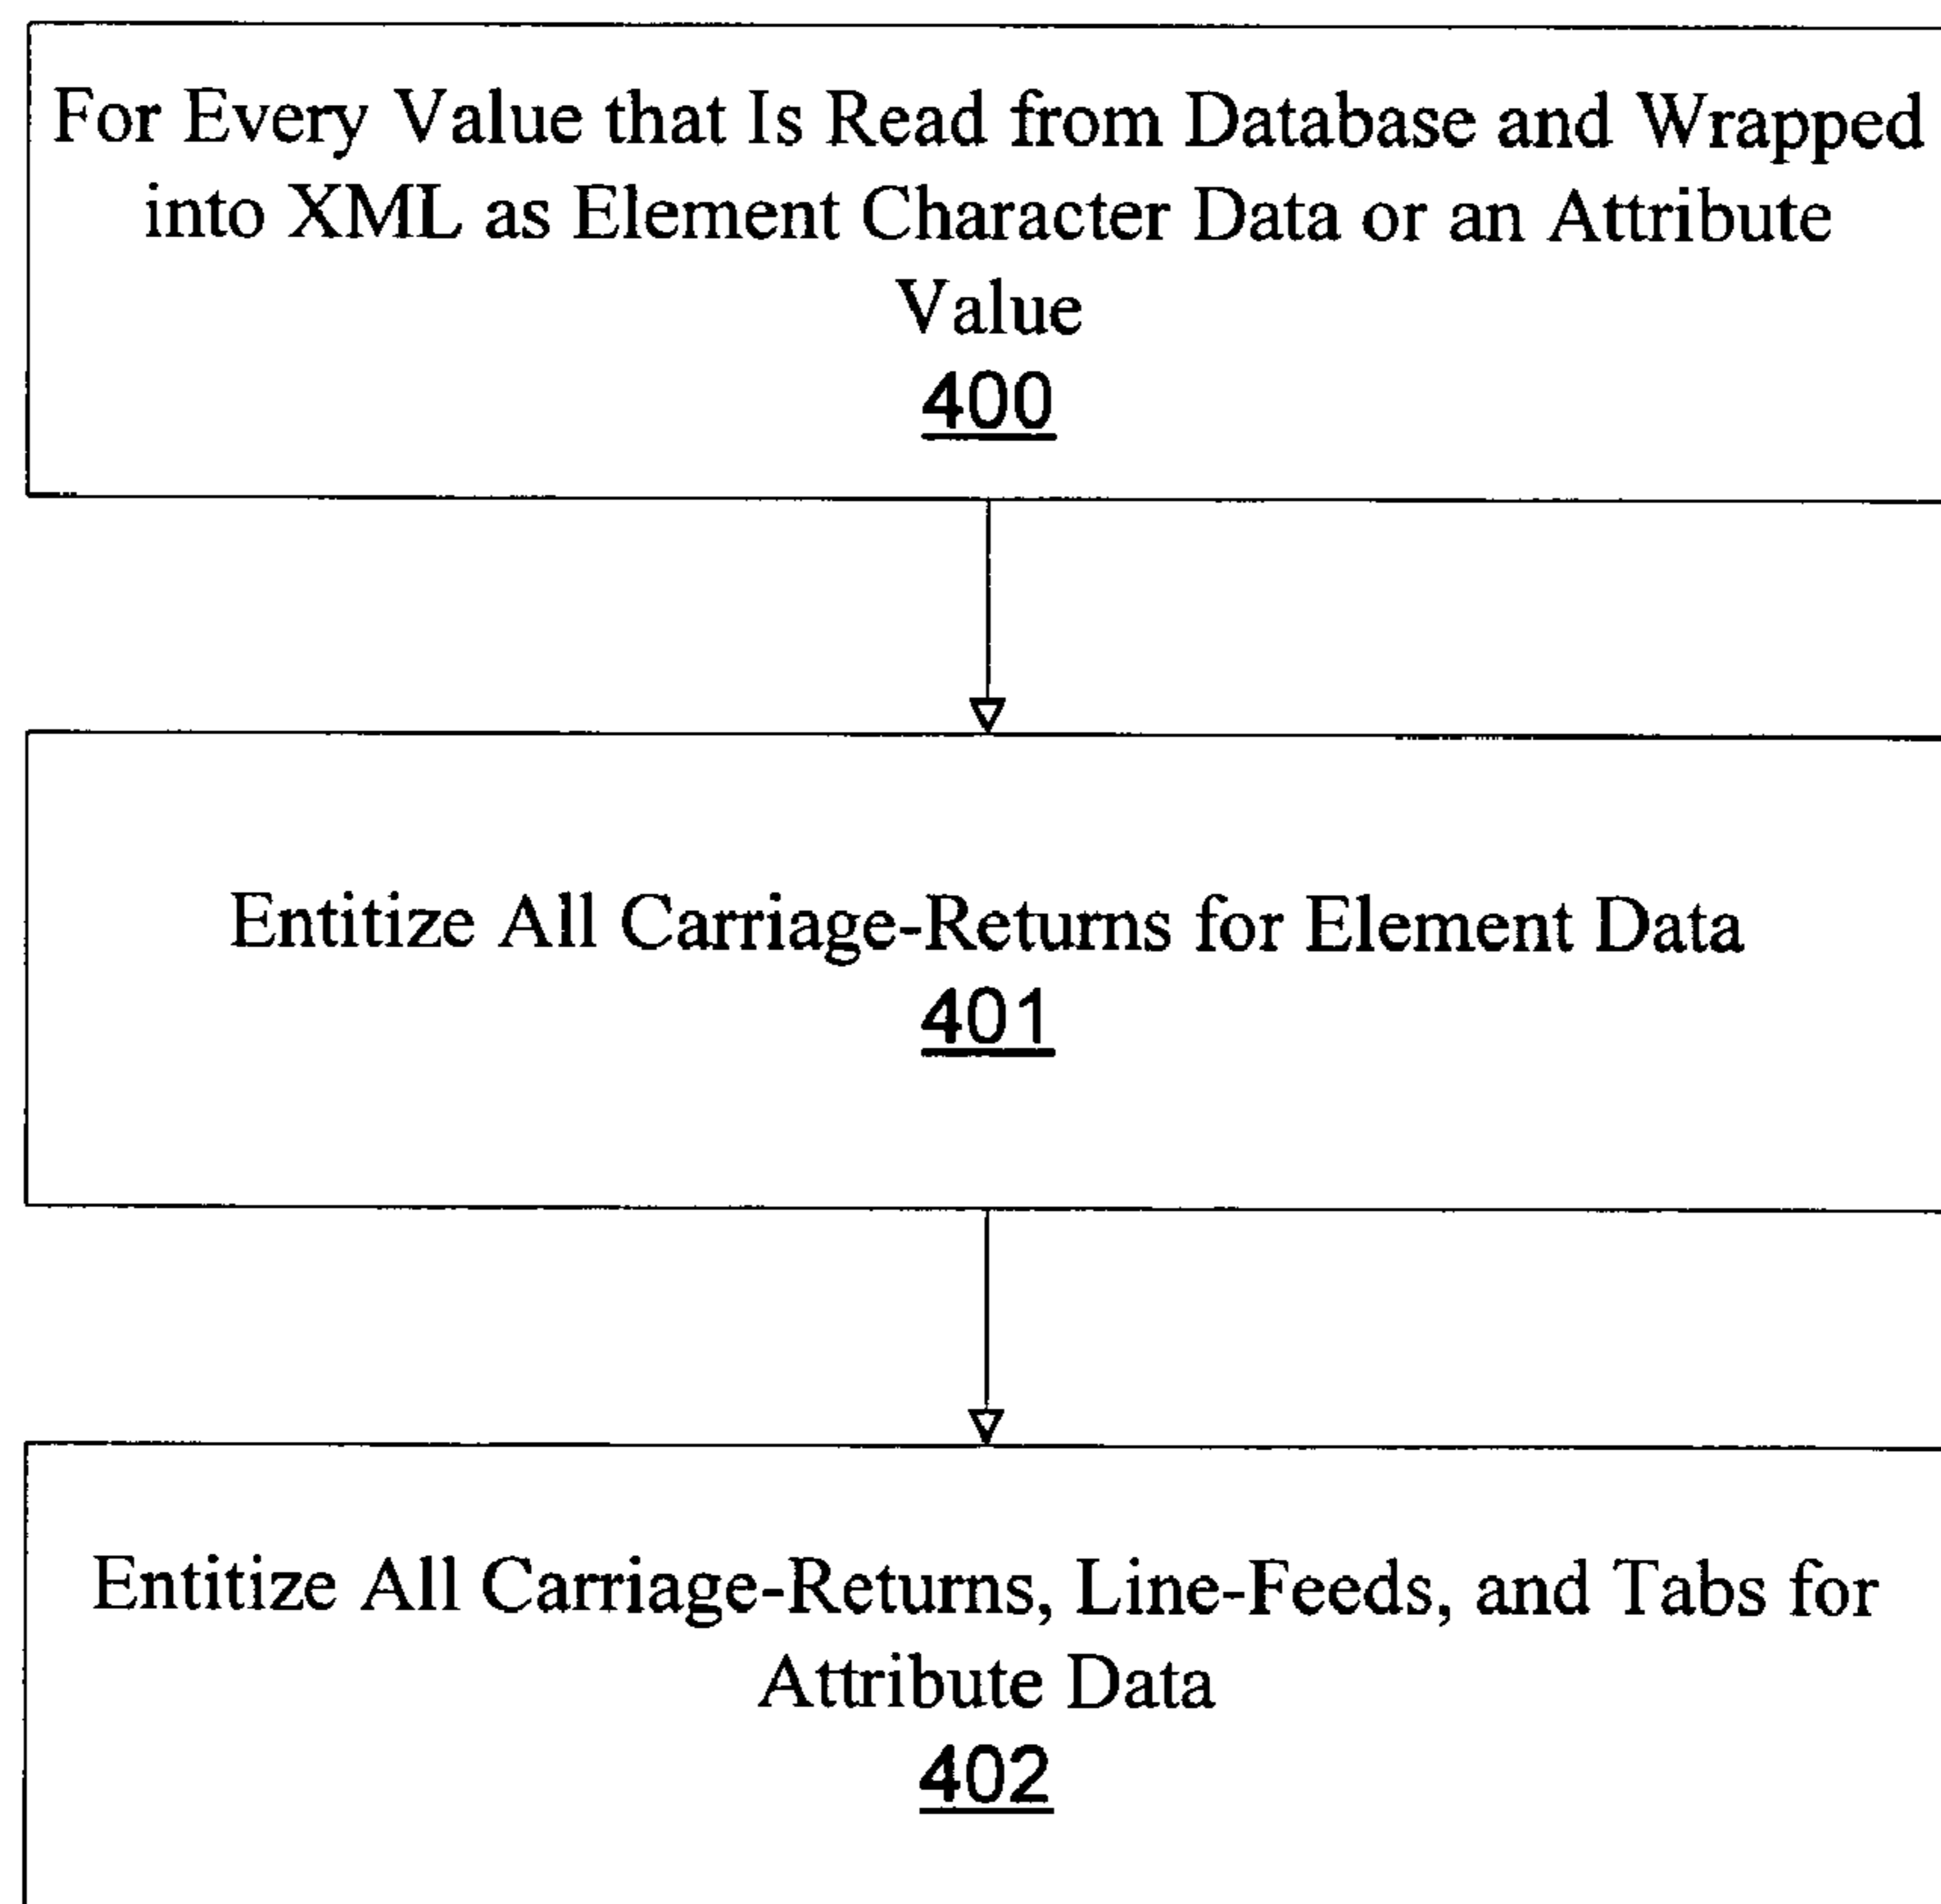 For Every Value that Is Read from Database and Wrapped
into XML as Element Character Data or an Attribute
Value
400
Entitize All Carriage-Returns for Element Data
401
Entitize All Carriage-Returns, Line-Feeds, and Tabs for
Attribute Data
402